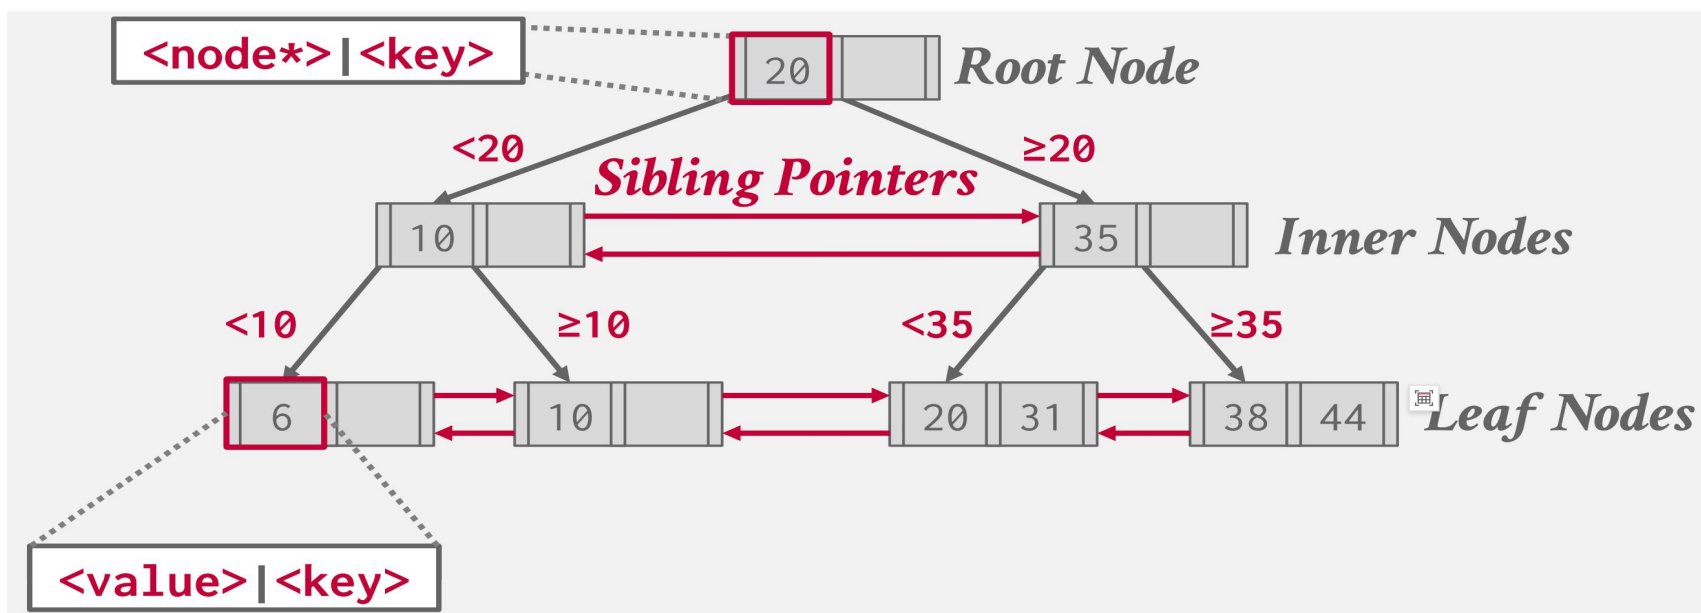 <node*>|<key>
20
Root Node
<20
≥20
Sibling Pointers
10
35
Inner Nodes
<10
≥10
<35
≥35
6
10
20 31
38 44
Leaf Nodes
<value>|<key>